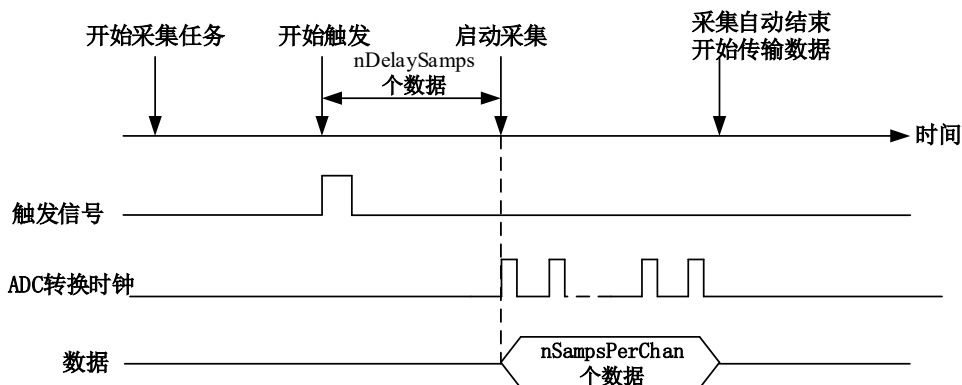 开始采集任务
开始触发
启动采集
采集自动结束
开始传输数据
nDelaySamps
个数据
时间
触发信号
ADC转换时钟
数据
nSampsPerChan
个数据